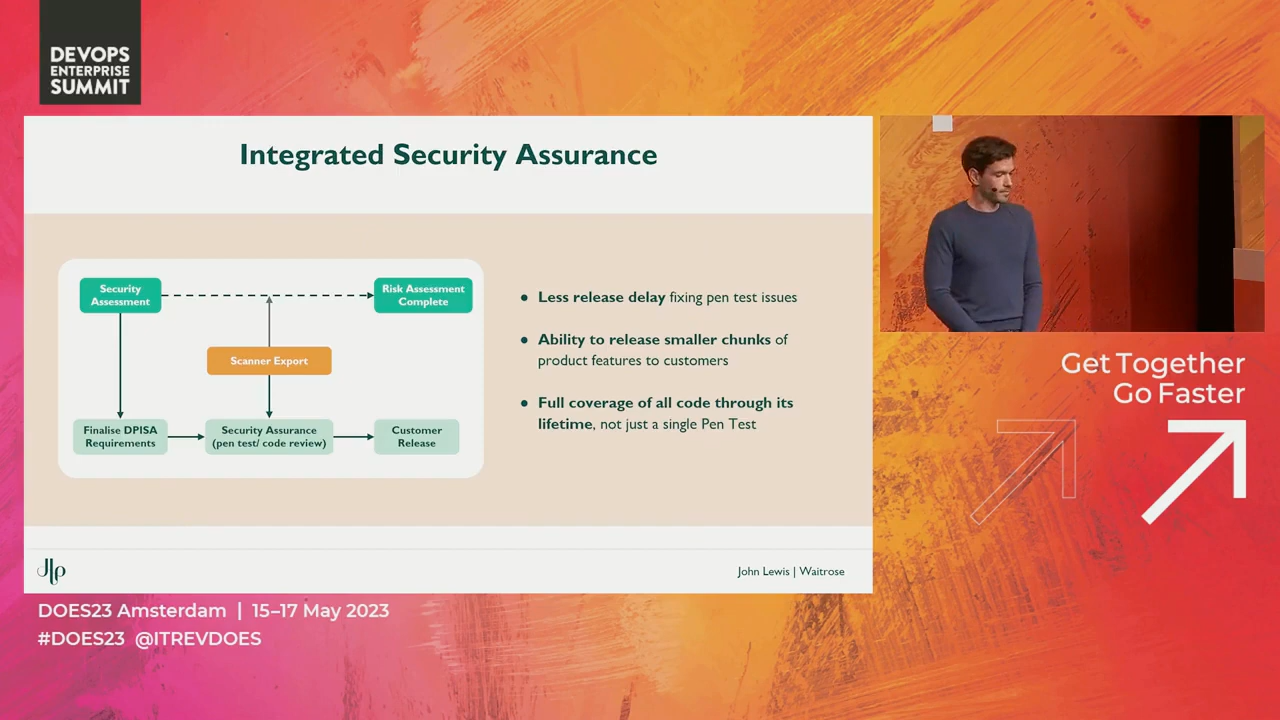 DEVOPS
ENTERPRISE
SUMMIT
Integrated Security Assurance
Security
Assessment
Risk Assessment
Complete
Scanner Export
Finalise DPISA
Requirements
Security Assurance
(pen test/ code review)
Customer
Release
• Less release delay fixing pen test issues
• Ability to release smaller chunks of
product features to customers
• Full coverage of all code through its
lifetime, not just a single Pen Test
Jlp
John Lewis | Waitrose
Get Together
Go Faster
DOES23 Amsterdam | 15–17 May 2023
#DOES23 @ITREVDOES